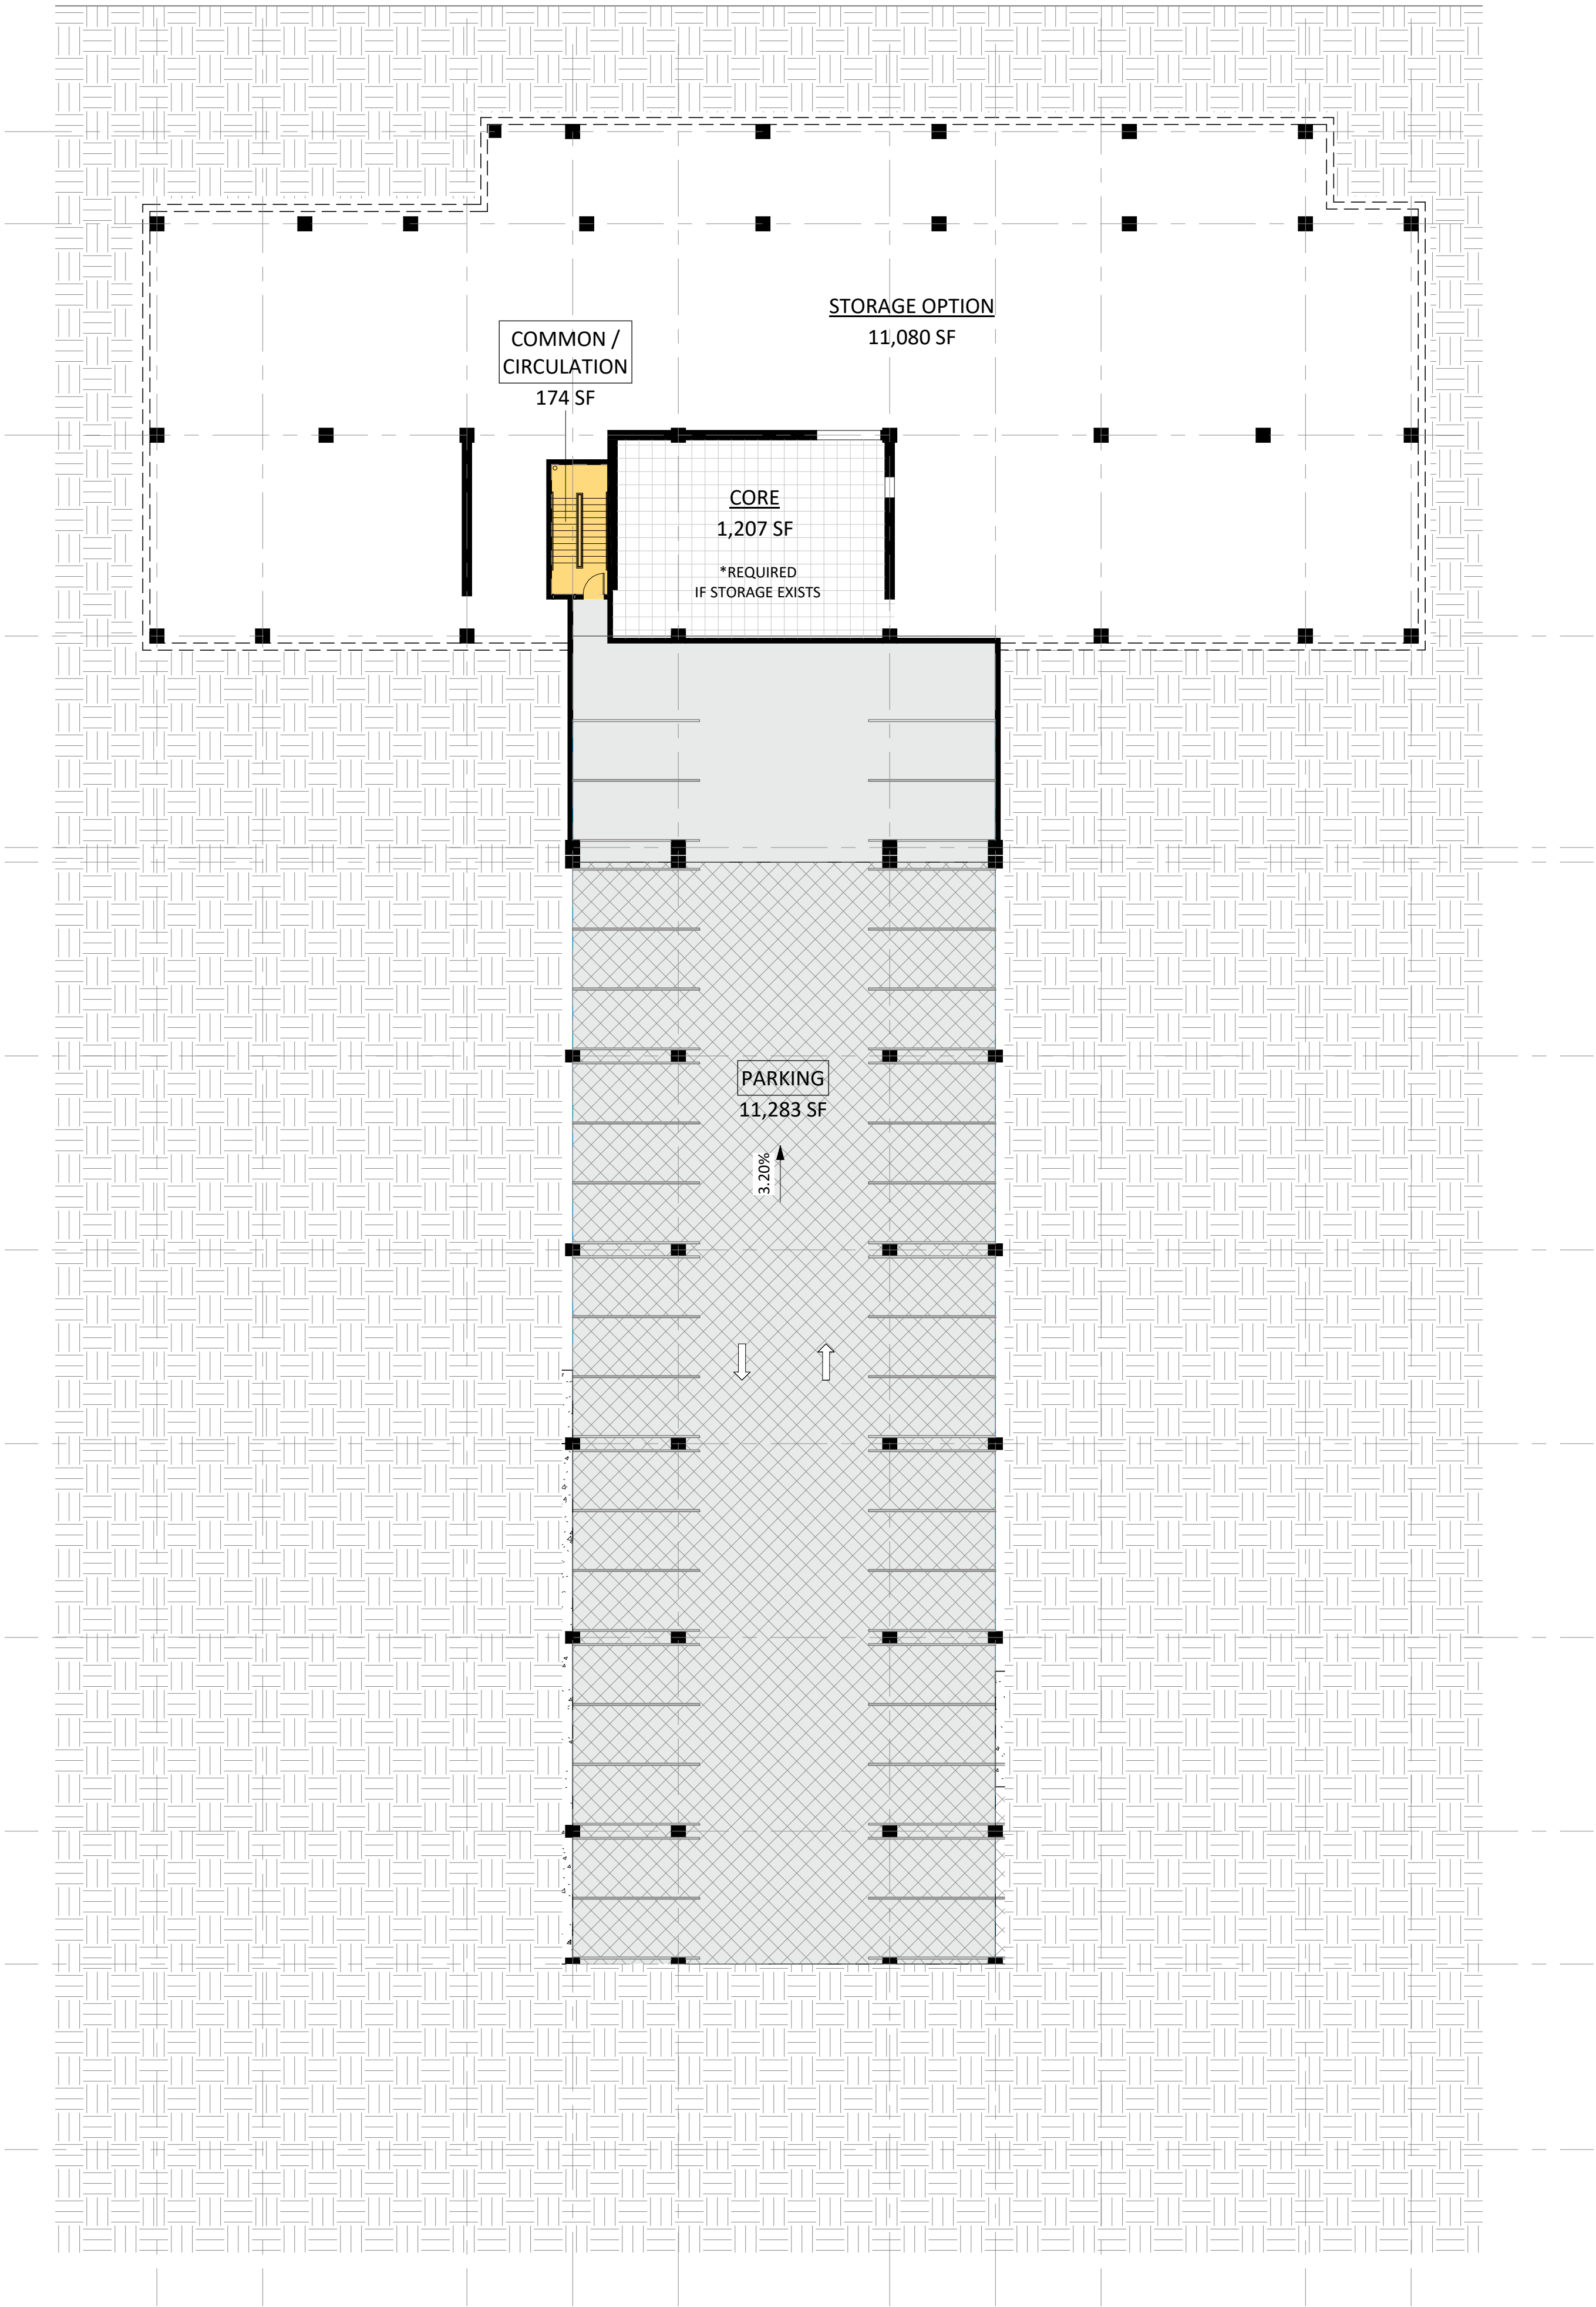 STORAGE OPTION
11,080 SF
COMMON /
CIRCULATION
174 SF
CORE
1,207 SF
*REQUIRED
IF STORAGE EXISTS
PARKING
11,283 SF
3.20%